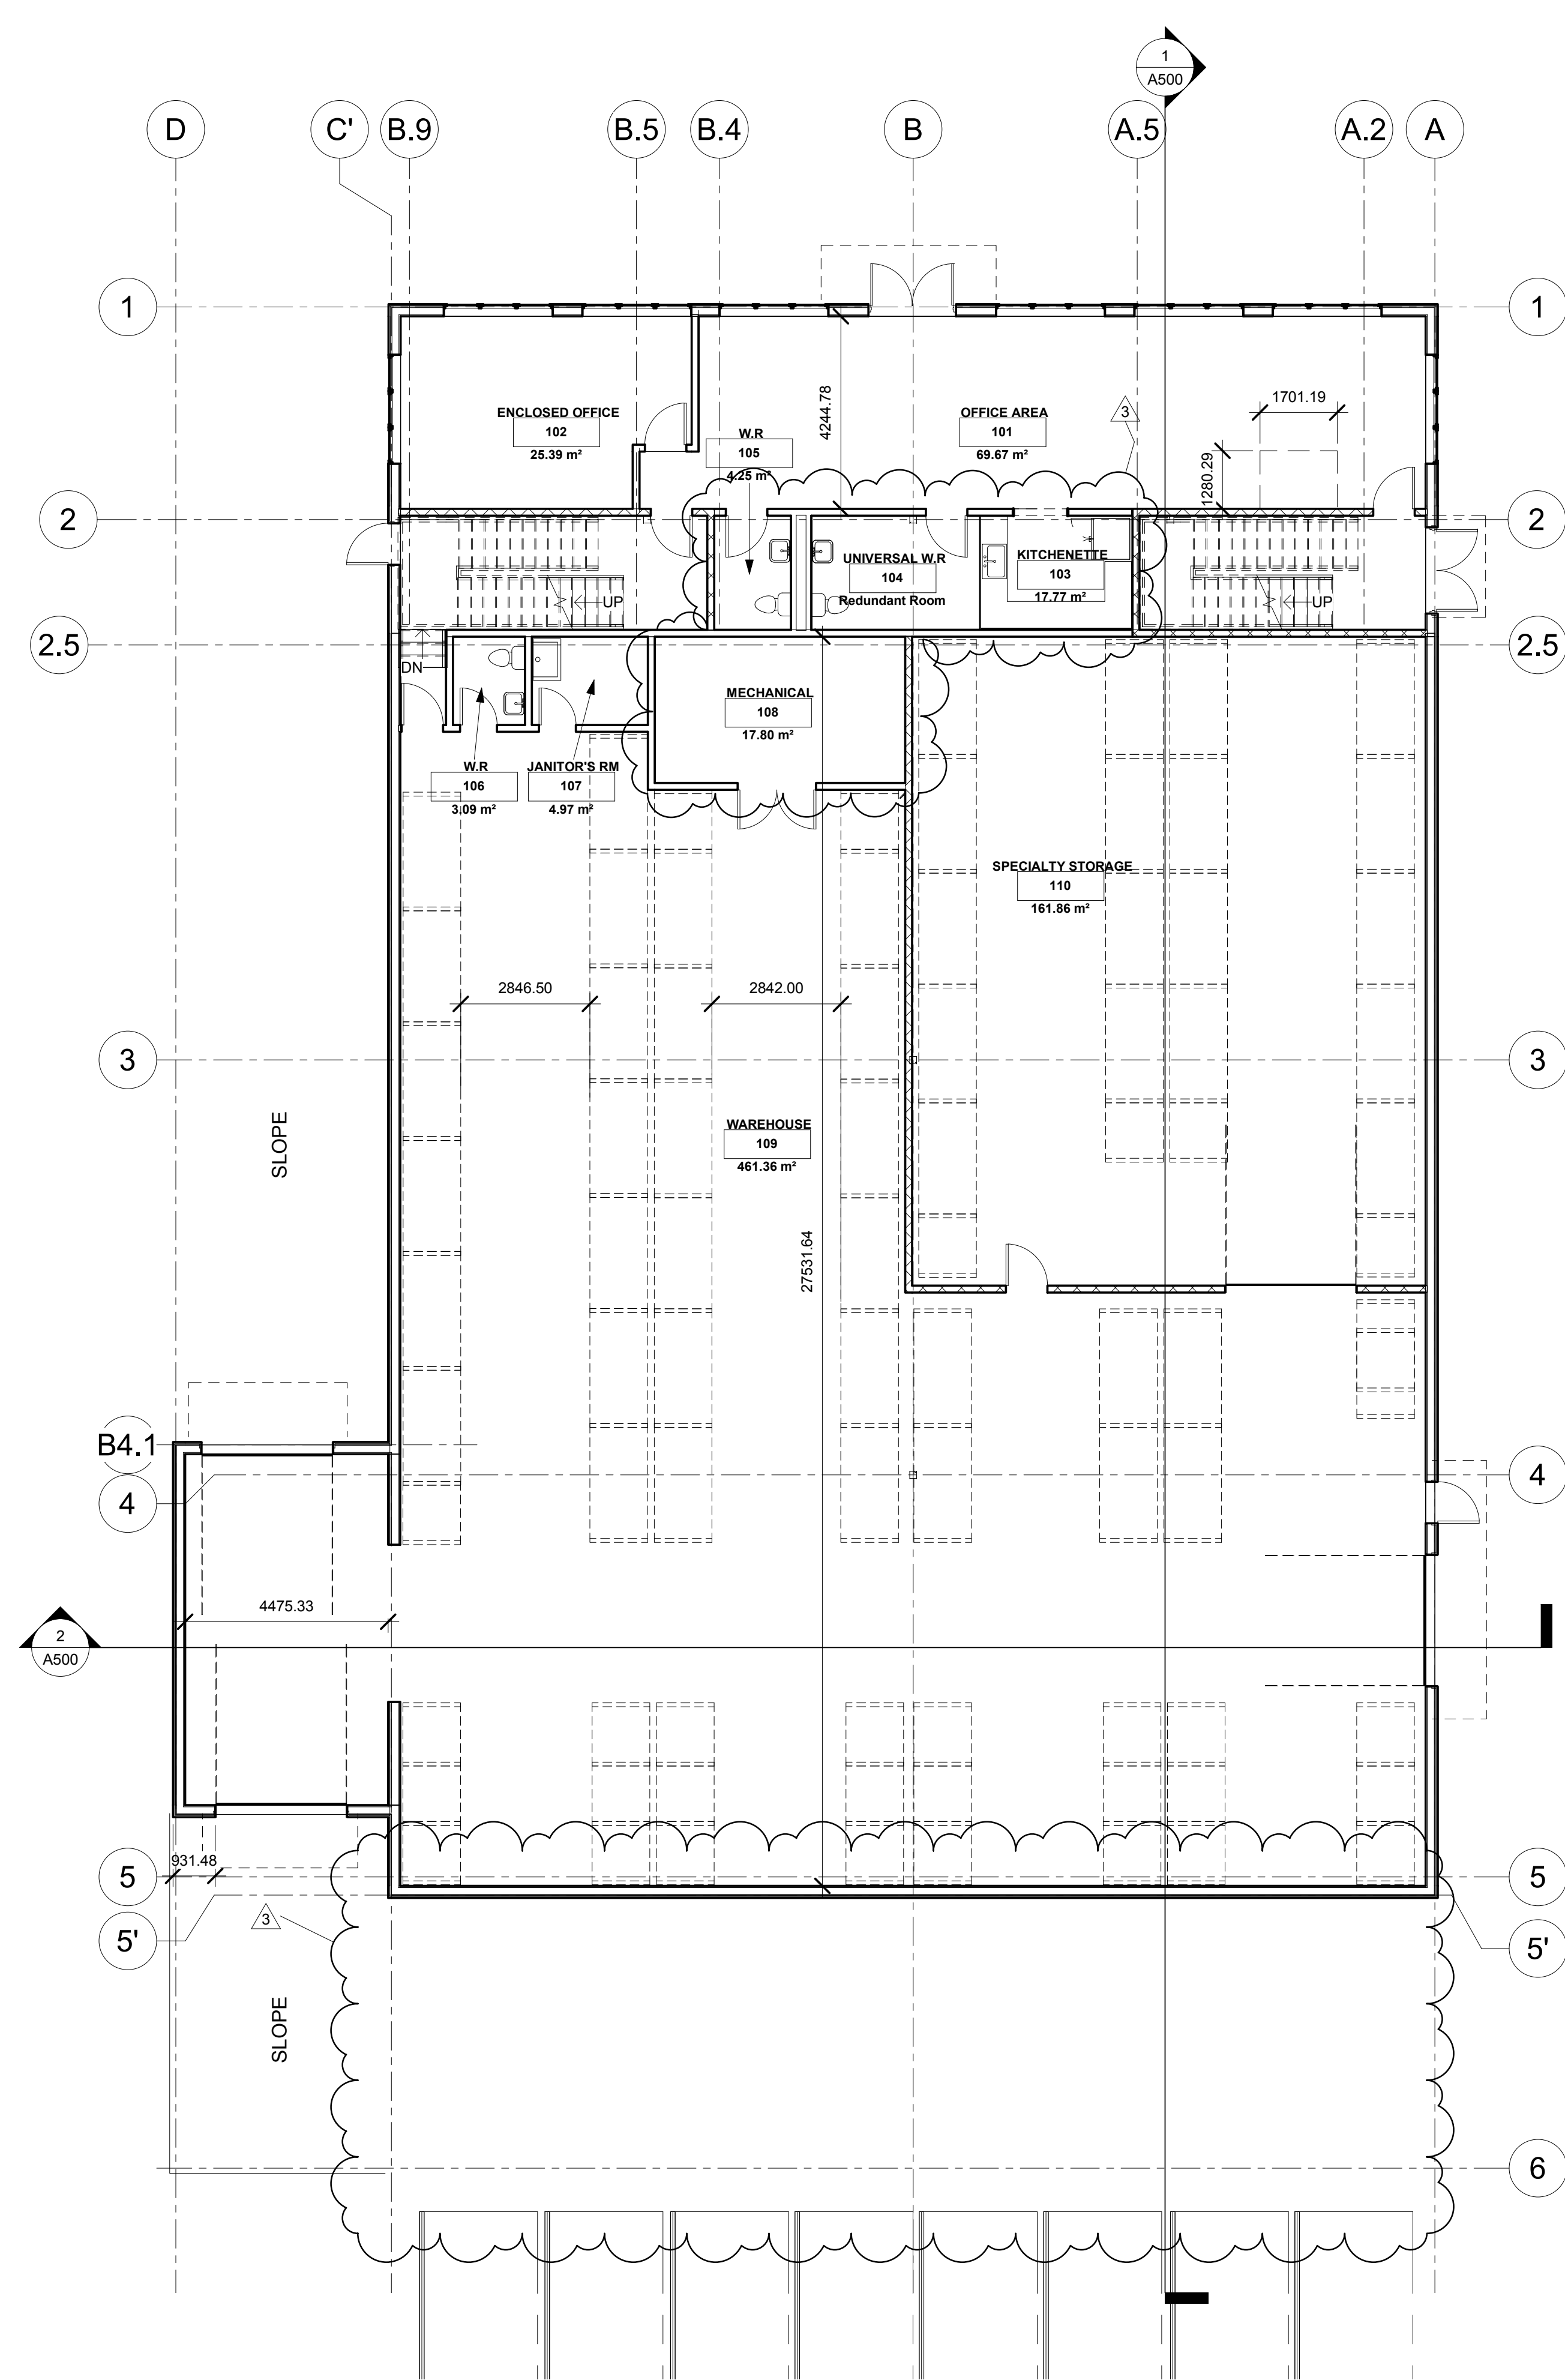 1
A500
D
C'
B.9
B.5
B.4
B
A.5
A.2
A
1
1
ENCLOSED OFFICE
102
25.39 m²
W.R
105
4.25 m²
4244.78
OFFICE AREA
101
69.67 m²
3
1701.19
1280.29
2
2
UP
UNIVERSAL W.R
104
Redundant Room
KITCHENETTE
103
17.77 m²
UP
2.5
2.5
DN
MECHANICAL
108
17.80 m²
W.R
106
3.09 m²
JANITOR'S RM
107
4.97 m²
SPECIALTY STORAGE
110
161.86 m²
2846.50
2842.00
3
3
SLOPE
WAREHOUSE
109
461.36 m²
27531.64
B4.1
4
4
4475.33
2
A500
931.48
5
5
3
5'
5'
SLOPE
6